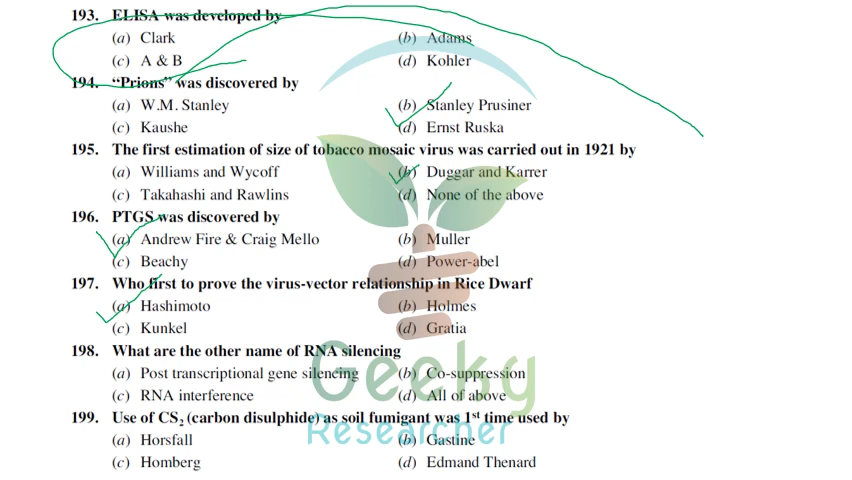 193. ELISA was developed by
(a) Clark (b) Adams
(c) A & B (d) Kohler
194. “Prions” was discovered by
(a) W.M. Stanley (b) Stanley Prusiner
(c) Kaushe (d) Ernst Ruska
195. The first estimation of size of tobacco mosaic virus was carried out in 1921 by
(a) Williams and Wycoff (b) Duggar and Karrer
(c) Takahashi and Rawlins (d) None of the above
196. PTGS was discovered by
(a) Andrew Fire & Craig Mello (b) Muller
(c) Beachy (d) Power-abel
197. Who first to prove the virus-vector relationship in Rice Dwarf
(a) Hashimoto (b) Holmes
(c) Kunkel (d) Gratia
198. What are the other name of RNA silencing
(a) Post transcriptional gene silencing (b) Co-suppression
(c) RNA interference (d) All of above
199. Use of CS2 (carbon disulphide) as soil fumigant was 1st time used by
(a) Horsfall (b) Gastine
(c) Homberg (d) Edmand Thenard
Geeky
Researcher